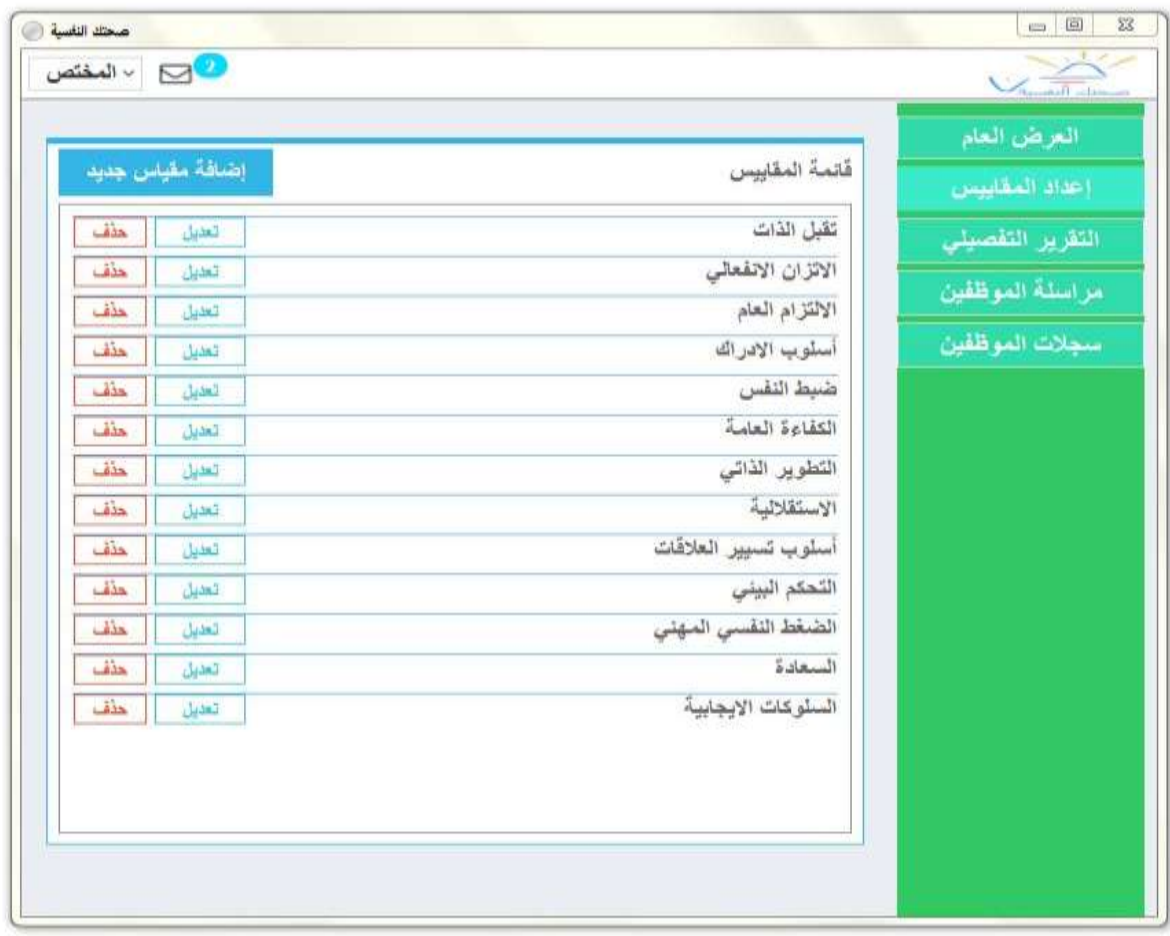 صحتك النفسية
المختص
2
صحتك النفسية
العرض العام
إعداد المقاييس
التقرير التفصيلي
مراسلة الموظفين
سجلات الموظفين
قائمة المقاييس
إضافة مقياس جديد
تقبل الذات تعديل حذف
الاتزان الانفعالي تعديل حذف
الالتزام العام تعديل حذف
أسلوب الادراك تعديل حذف
ضبط النفس تعديل حذف
الكفاءة العامة تعديل حذف
التطوير الذاتي تعديل حذف
الاستقلالية تعديل حذف
أسلوب تسيير العلاقات تعديل حذف
التحكم البيئي تعديل حذف
الضغط النفسي المهني تعديل حذف
السعادة تعديل حذف
السلوكات الايجابية تعديل حذف